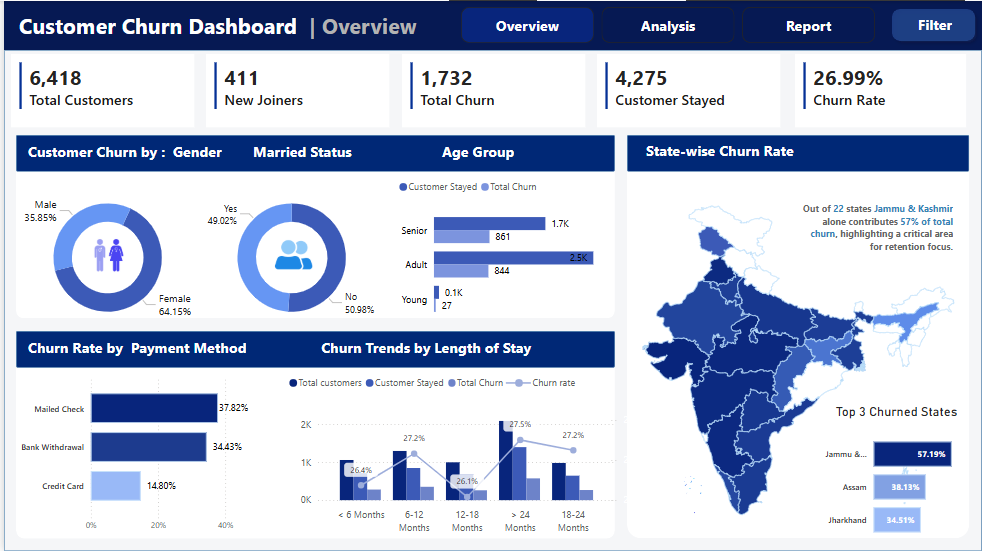 Customer Churn Dashboard | Overview
Overview
Analysis
Report
Filter
6,418
Total Customers
411
New Joiners
1,732
Total Churn
4,275
Customer Stayed
26.99%
Churn Rate
Customer Churn by : Gender
Married Status
Age Group
Male
35.85%
Female
64.15%
Yes
49.02%
No
50.98%
Customer Stayed
Total Churn
Senior
1.7K
861
Adult
2.5K
844
Young
0.1K
27
State-wise Churn Rate
Out of 22 states Jammu & Kashmir
alone contributes 57% of total
churn, highlighting a critical area
for retention focus.
Top 3 Churned States
Jammu &...
57.19%
Assam
38.13%
Jharkhand
34.51%
Churn Rate by Payment Method
Mailed Check
37.82%
Bank Withdrawal
34.43%
Credit Card
14.80%
0%
20%
40%
Churn Trends by Length of Stay
Total customers
Customer Stayed
Total Churn
Churn rate
2K
1K
0K
26.4%
27.2%
26.1%
27.5%
27.2%
< 6 Months
6-12
Months
12-18
Months
> 24
Months
18-24
Months